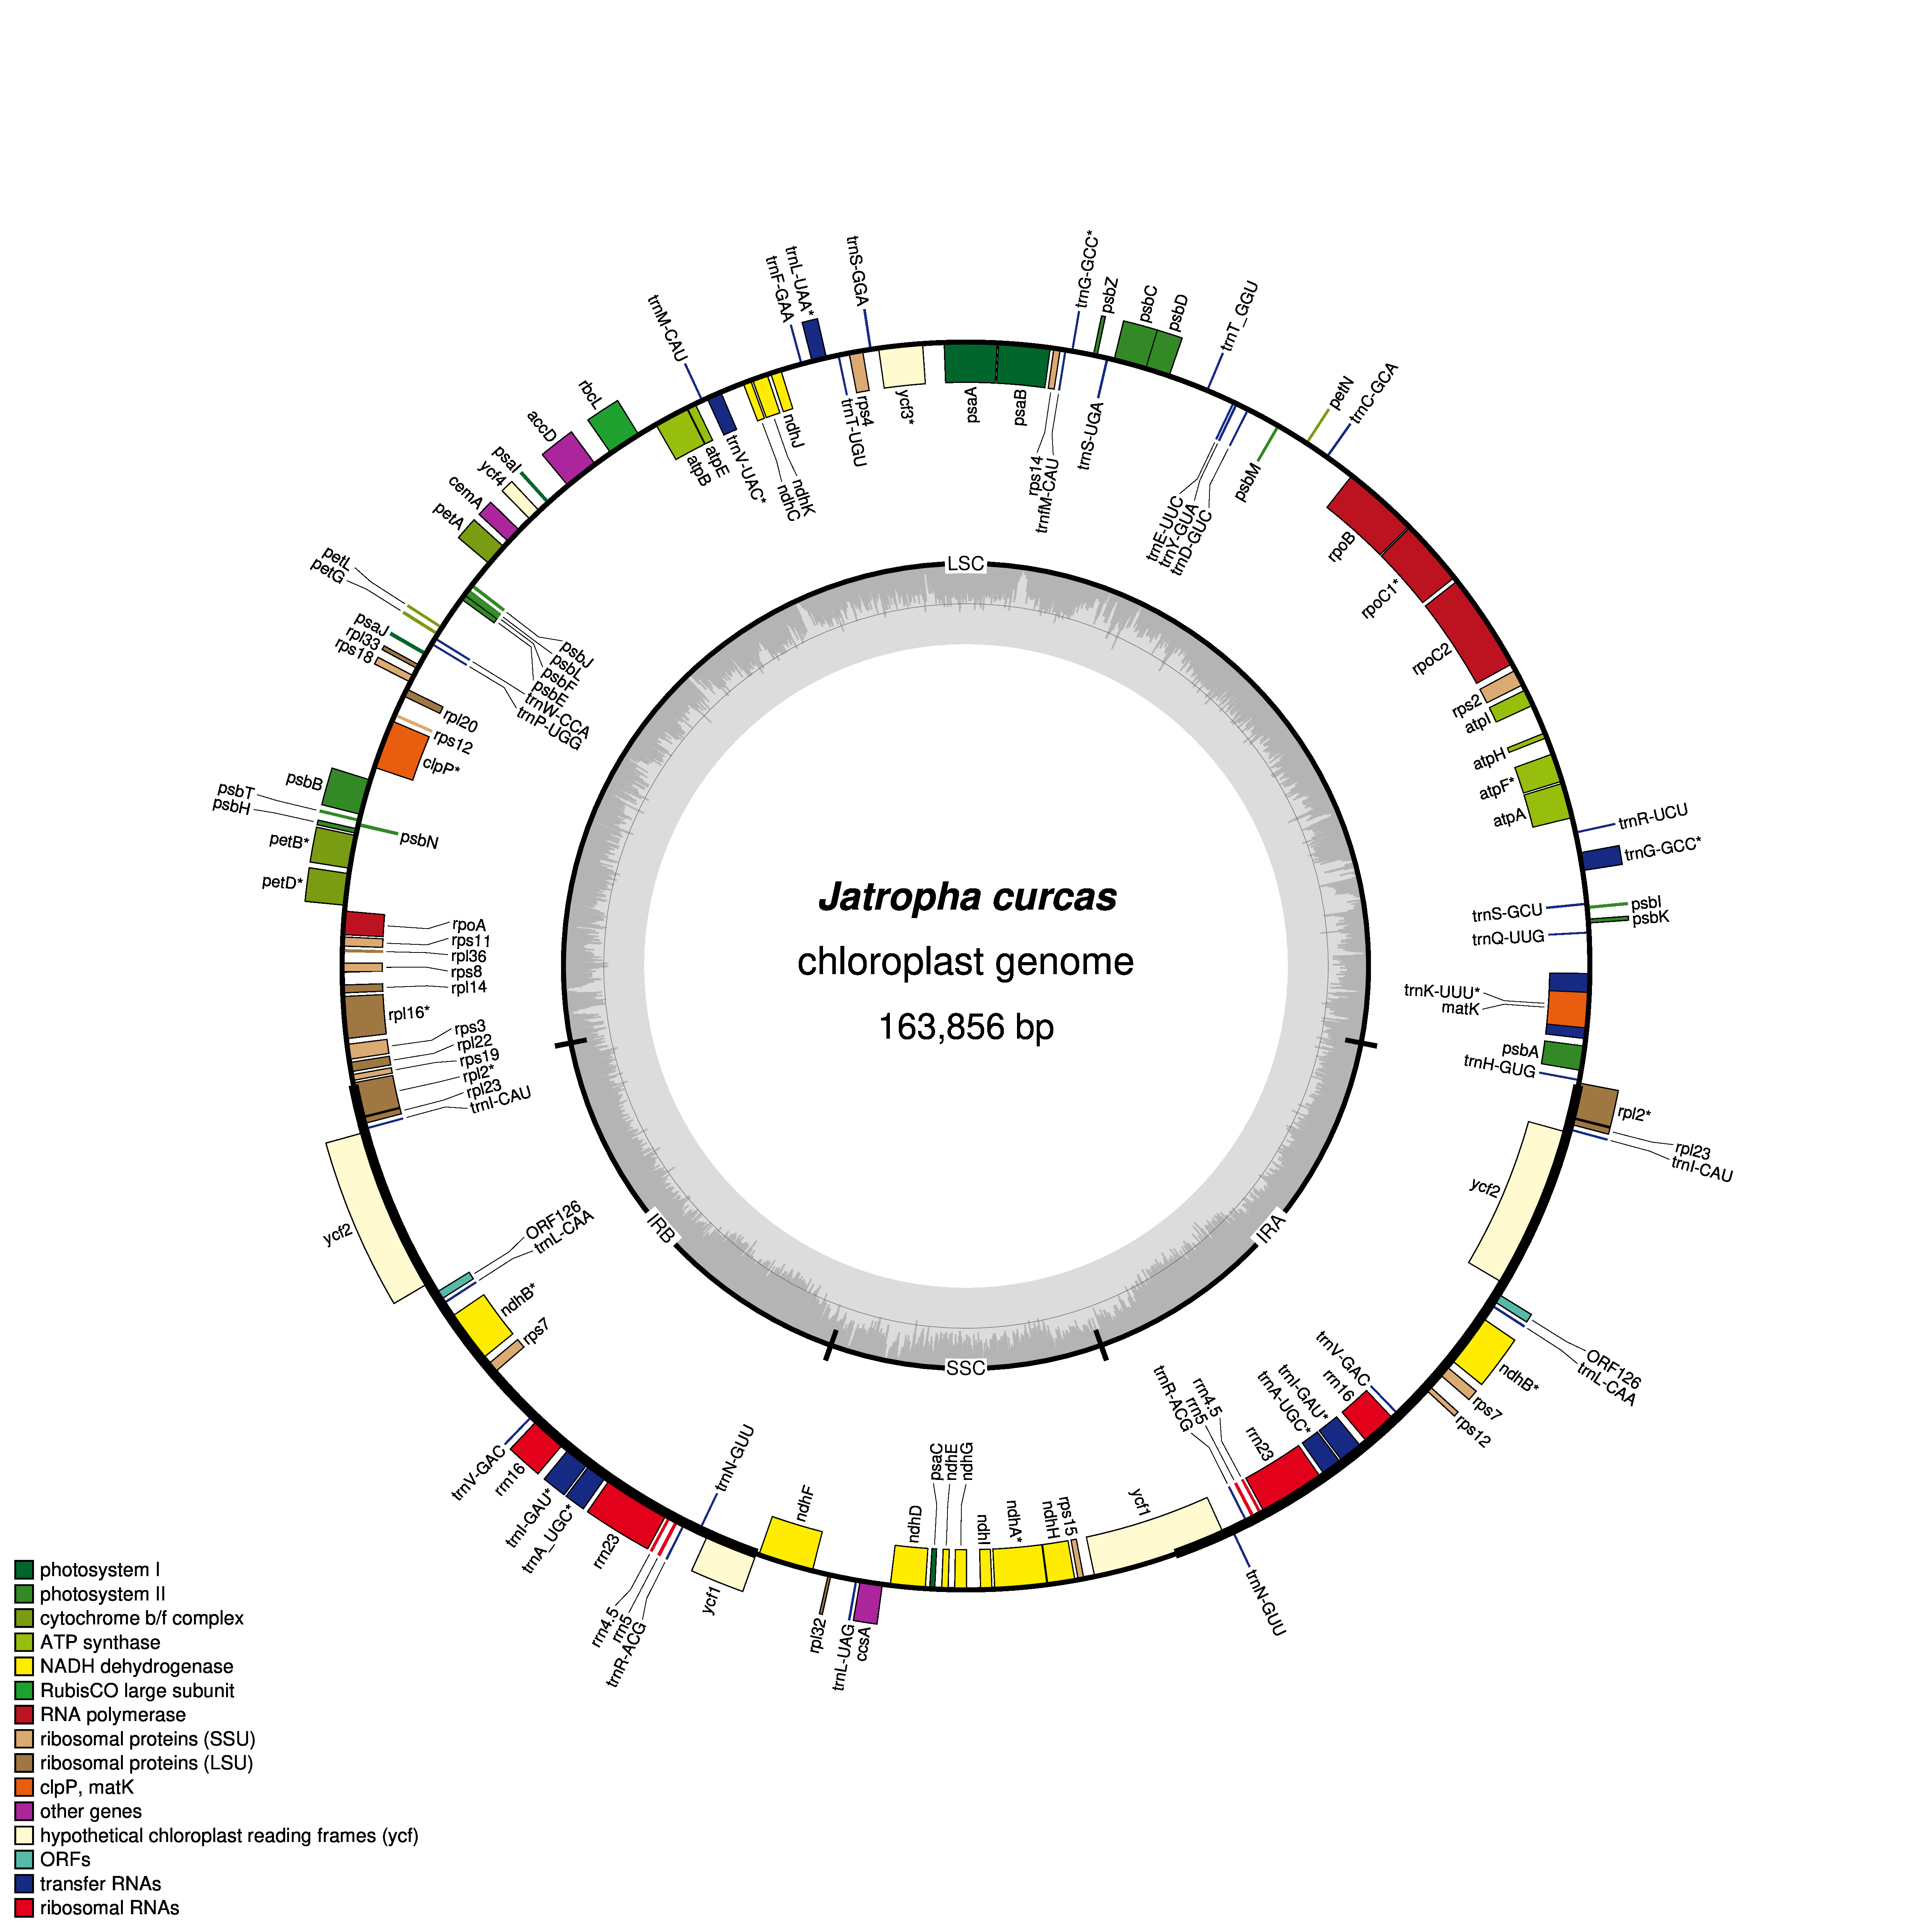 Jatropha curcas
chloroplast genome
163,856 bp
LSC
IRA
SSC
IRB
trnM-CAU
trnF-GAA
trnL-UAA*
trnS-GGA
trnG-GCC*
psbZ
psbC
psbD
trnT_GGU
petN
trnC-GCA
rbcL
accD
psaI
ycf4
cemA
petA
petL
petG
psaJ
rpl33
rps18
psbB
psbT
psbH
petB*
petD*
atpB
atpE
trnV-UAC*
ndhC
ndhK
ndhJ
trnT-UGU
rps4
ycf3*
psaA
psaB
rps14
trnfM-CAU
trnS-UGA
trnE-UUC
trnY-GUA
trnD-GUC
psbM
rpoB
rpoC1*
rpoC2
rps2
atpI
atpH
atpF*
atpA
trnR-UCU
trnG-GCC*
psbI
psbK
trnS-GCU
trnQ-UUG
trnK-UUU*
matK
psbA
trnH-GUG
rpl2*
rpl23
trnI-CAU
ycf2
psbJ
psbL
psbF
psbE
trnW-CCA
trnP-UGG
rpl20
rps12
clpP*
psbN
rpoA
rps11
rpl36
rps8
rpl14
rpl16*
rps3
rpl22
rps19
rpl2*
rpl23
trnI-CAU
ycf2
ORF126
trnL-CAA
ndhB*
rps7
trnV-GAC
rrn16
trnI-GAU*
trnA_UGC*
rrn23
rrn4.5
rrn5
trnR-ACG
trnN-GUU
ycf1
ndhF
rpl32
trnL-UAG
ccsA
ndhD
psaC
ndhE
ndhG
ndhI
ndhA*
ndhH
rps15
ycf1
trnN-GUU
trnR-ACG
rrn5
rrn4.5
rrn23
trnA-UGC*
trnI-GAU*
rrn16
trnV-GAC
rps12
rps7
ndhB*
trnL-CAA
ORF126
photosystem I
photosystem II
cytochrome b/f complex
ATP synthase
NADH dehydrogenase
RubisCO large subunit
RNA polymerase
ribosomal proteins (SSU)
ribosomal proteins (LSU)
clpP, matK
other genes
hypothetical chloroplast reading frames (ycf)
ORFs
transfer RNAs
ribosomal RNAs